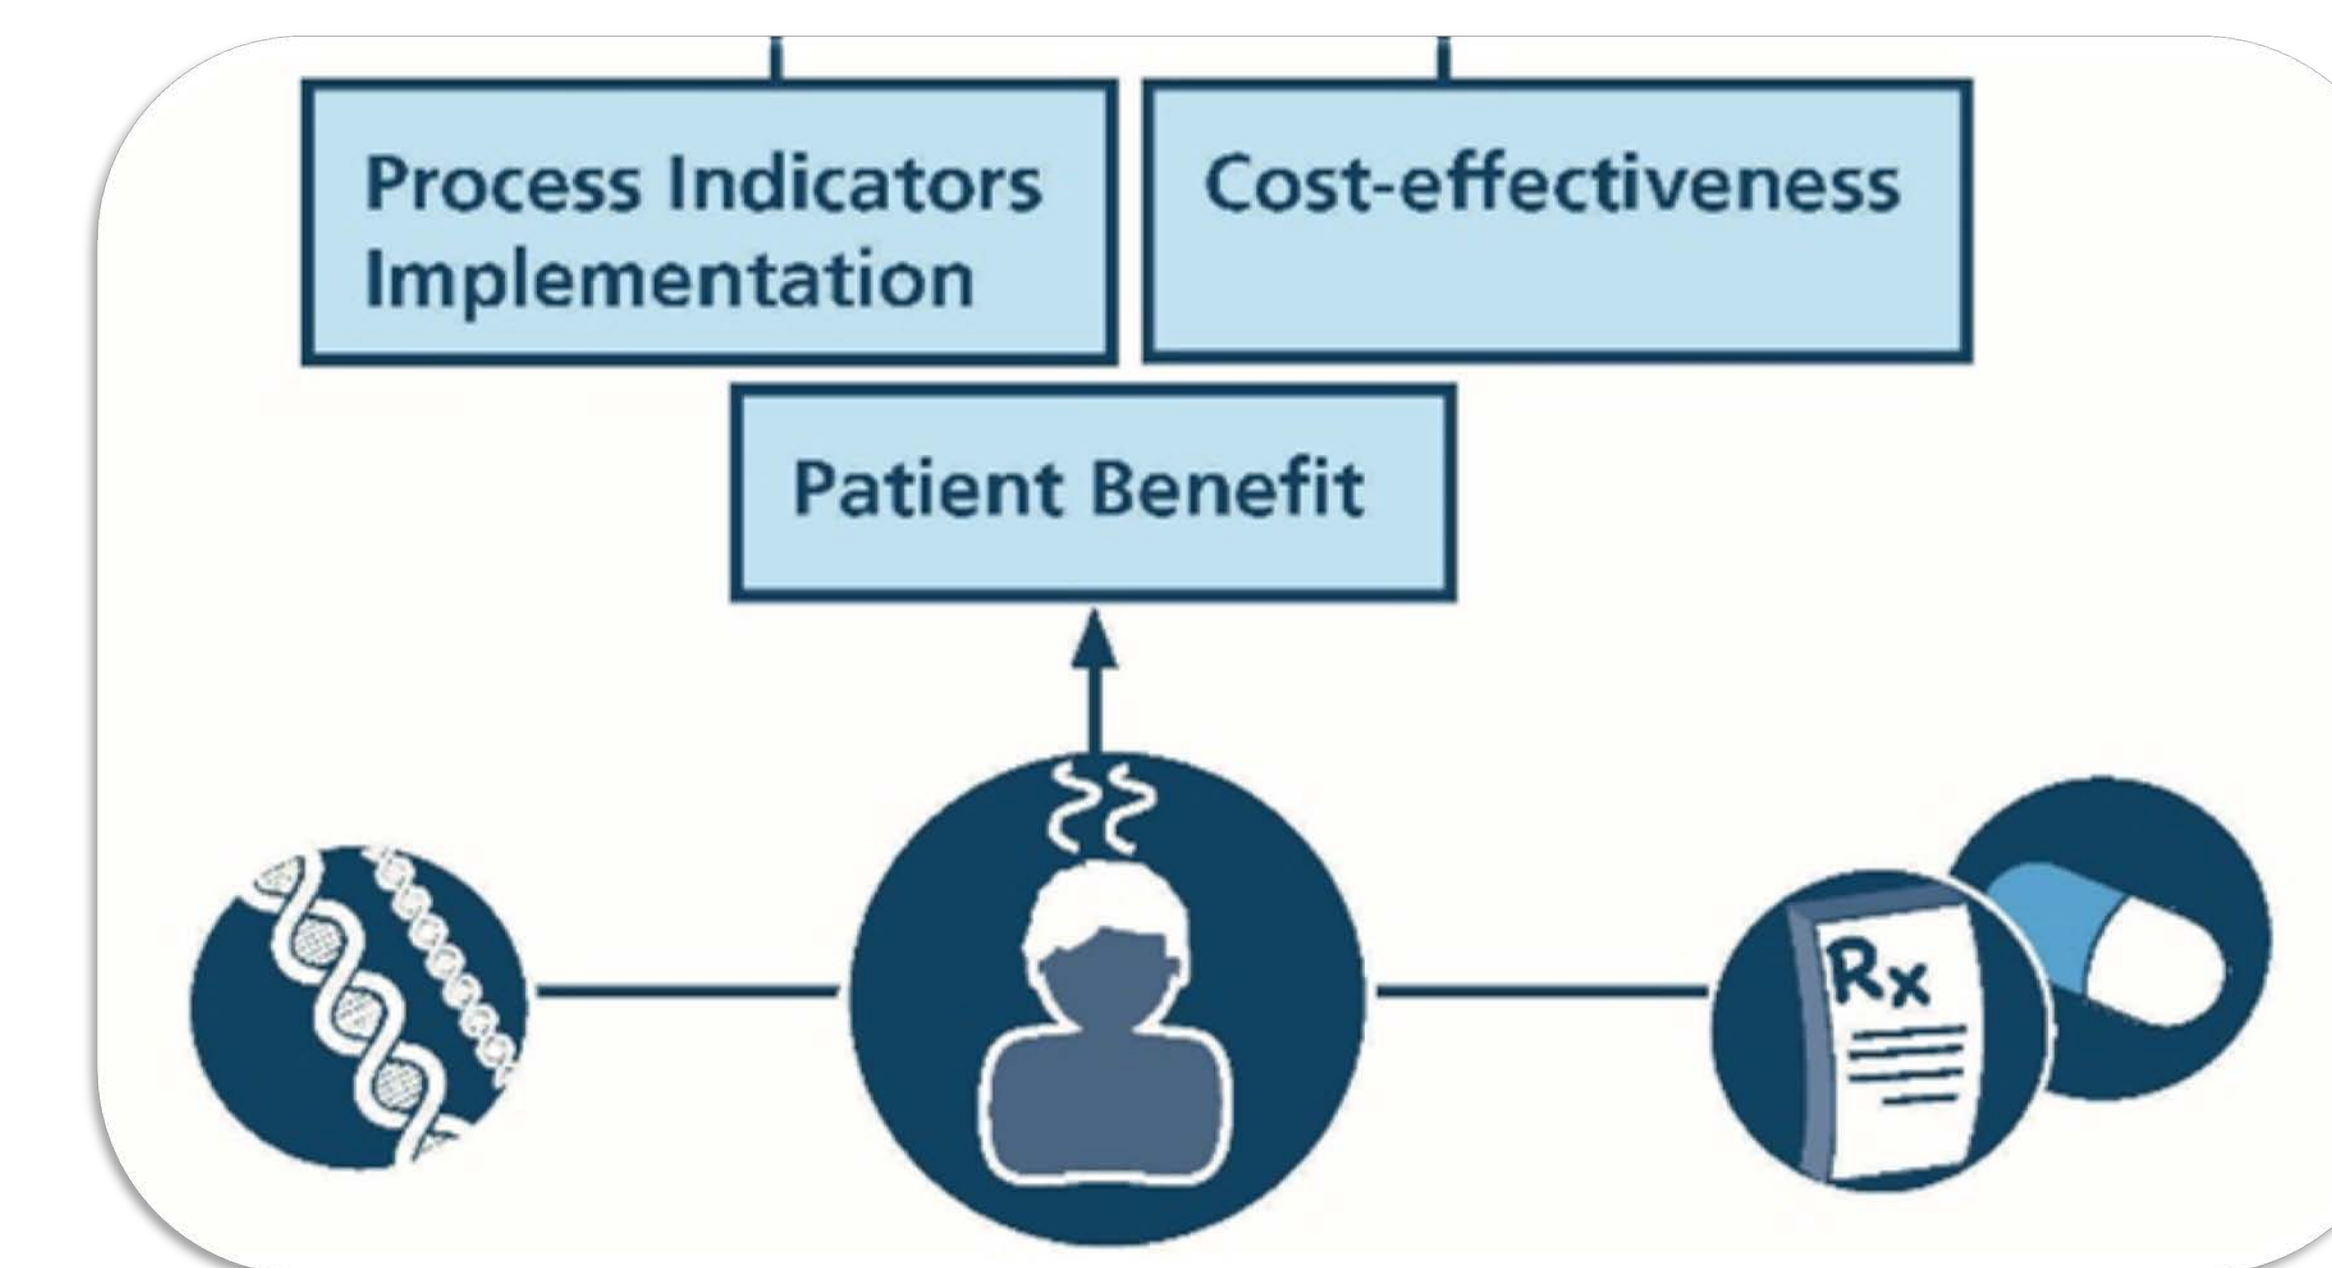 Process Indicators
Implementation
Cost-effectiveness
Patient Benefit
Rx